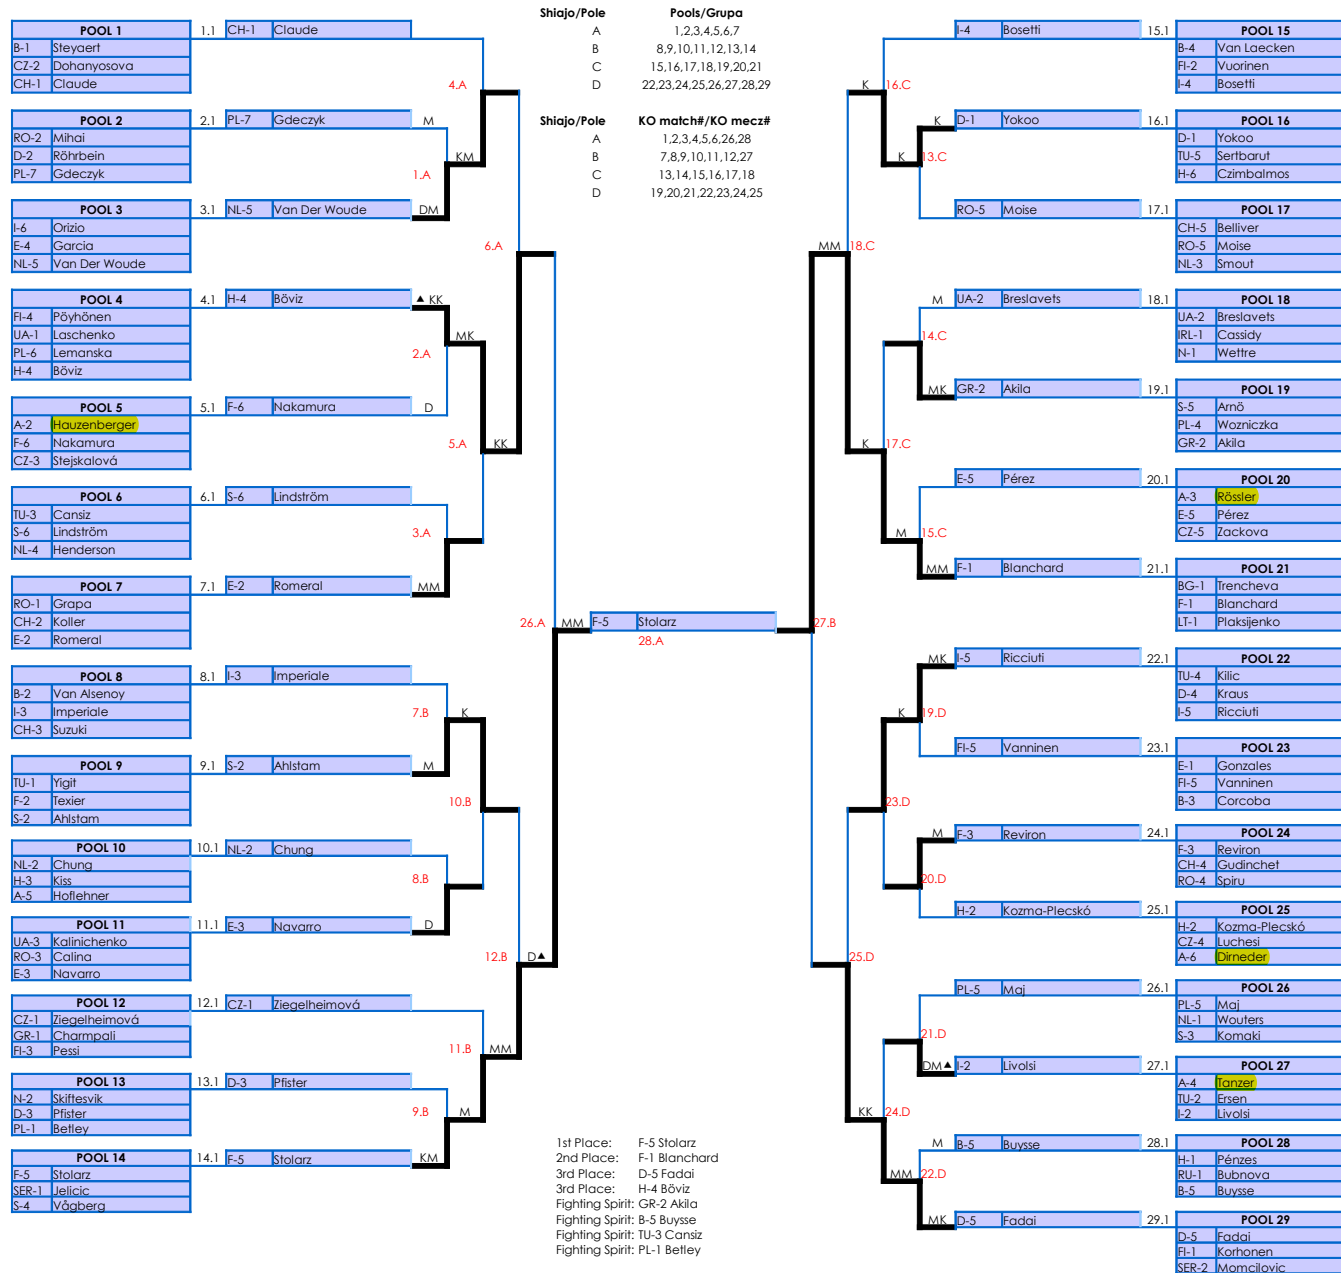 Shiajo/Pole Pools/Grupa
A 1,2,3,4,5,6,7
B 8,9,10,11,12,13,14
C 15,16,17,18,19,20,21
D 22,23,24,25,26,27,28,29
Shiajo/Pole KO match#/KO mecz#
A 1,2,3,4,5,6,26,28
B 7,8,9,10,11,12,27
C 13,14,15,16,17,18
D 19,20,21,22,23,24,25
POOL 1 1.1 CH-1 Claude
B-1 Steyaert
CZ-2 Dohanyosova
CH-1 Claude
4.A
POOL 2 2.1 PL-7 Gdeczyk M
RO-2 Mihai
D-2 Röhrbein
PL-7 Gdeczyk
KM
1.A
POOL 3 3.1 NL-5 Van Der Woude DM
I-6 Orizio
E-4 Garcia
NL-5 Van Der Woude
6.A
POOL 4 4.1 H-4 Böviz ▲ KK
FI-4 Pöyhönen
UA-1 Laschenko
PL-6 Lemanska
H-4 Böviz
MK
2.A
POOL 5 5.1 F-6 Nakamura D
A-2 Hauzenberger
F-6 Nakamura
CZ-3 Stejskalová
5.A KK
POOL 6 6.1 S-6 Lindström
TU-3 Cansiz
S-6 Lindström
NL-4 Henderson
3.A
POOL 7 7.1 E-2 Romeral MM
RO-1 Grapa
CH-2 Koller
E-2 Romeral
26.A MM F-5 Stolarz 27.B
28.A
POOL 8 8.1 I-3 Imperiale
B-2 Van Alsenoy
I-3 Imperiale
CH-3 Suzuki
7.B K
POOL 9 9.1 S-2 Ahlstam M
TU-1 Yigit
F-2 Texier
S-2 Ahlstam
10.B
POOL 10 10.1 NL-2 Chung
NL-2 Chung
H-3 Kiss
A-5 Hoflehner
8.B
POOL 11 11.1 E-3 Navarro D
UA-3 Kalinichenko
RO-3 Calina
E-3 Navarro
12.B D▲
POOL 12 12.1 CZ-1 Ziegelheimová
CZ-1 Ziegelheimová
GR-1 Charmpali
FI-3 Pessi
11.B MM
POOL 13 13.1 D-3 Pfister
N-2 Skiftesvik
D-3 Pfister
PL-1 Betley
9.B M
POOL 14 14.1 F-5 Stolarz KM
F-5 Stolarz
SER-1 Jelicic
S-4 Vågberg
I-4 Bosetti 15.1 POOL 15
B-4 Van Laecken
FI-2 Vuorinen
I-4 Bosetti
K 16.C
K D-1 Yokoo 16.1 POOL 16
D-1 Yokoo
TU-5 Sertbarut
H-6 Czimbalmos
K 13.C
RO-5 Moise 17.1 POOL 17
CH-5 Belliver
RO-5 Moise
NL-3 Smout
MM 18.C
M UA-2 Breslavets 18.1 POOL 18
UA-2 Breslavets
IRL-1 Cassidy
N-1 Wettre
14.C
MK GR-2 Akila 19.1 POOL 19
S-5 Arnö
PL-4 Wozniczka
GR-2 Akila
K 17.C
E-5 Pérez 20.1 POOL 20
A-3 Rössler
E-5 Pérez
CZ-5 Zackova
M 15.C
MM F-1 Blanchard 21.1 POOL 21
BG-1 Trencheva
F-1 Blanchard
LT-1 Plaksijenko
MK I-5 Ricciuti 22.1 POOL 22
TU-4 Kilic
D-4 Kraus
I-5 Ricciuti
K 19.D
FI-5 Vanninen 23.1 POOL 23
E-1 Gonzales
FI-5 Vanninen
B-3 Corcoba
23.D
M F-3 Reviron 24.1 POOL 24
F-3 Reviron
CH-4 Gudinchet
RO-4 Spiru
20.D
H-2 Kozma-Plecskó 25.1 POOL 25
H-2 Kozma-Plecskó
CZ-4 Luchesi
A-6 Dirneder
25.D
PL-5 Maj 26.1 POOL 26
PL-5 Maj
NL-1 Wouters
S-3 Komaki
21.D
DM▲ I-2 Livolsi 27.1 POOL 27
A-4 Tanzer
TU-2 Ersen
I-2 Livolsi
KK 24.D
M B-5 Buysse 28.1 POOL 28
H-1 Pénzes
RU-1 Bubnova
B-5 Buysse
MM 22.D
MK D-5 Fadai 29.1 POOL 29
D-5 Fadai
FI-1 Korhonen
SER-2 Momcilovic
1st Place: F-5 Stolarz
2nd Place: F-1 Blanchard
3rd Place: D-5 Fadai
3rd Place: H-4 Böviz
Fighting Spirit: GR-2 Akila
Fighting Spirit: B-5 Buysse
Fighting Spirit: TU-3 Cansiz
Fighting Spirit: PL-1 Betley